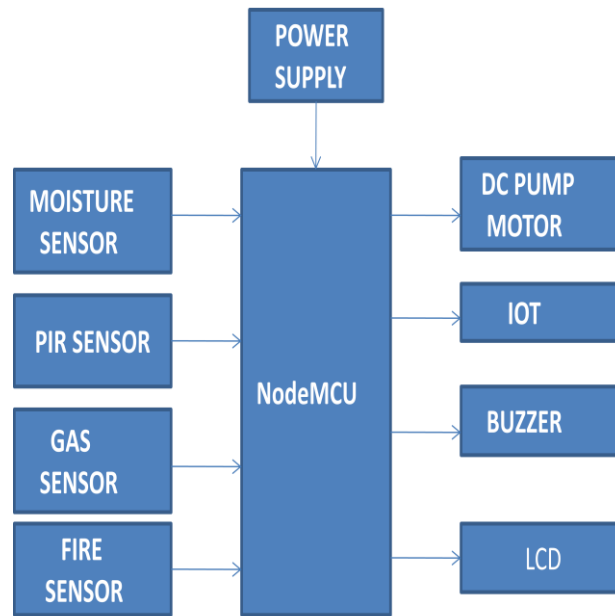 POWER
SUPPLY
MOISTURE
SENSOR
PIR SENSOR
GAS
SENSOR
FIRE
SENSOR
NodeMCU
DC PUMP
MOTOR
IOT
BUZZER
LCD